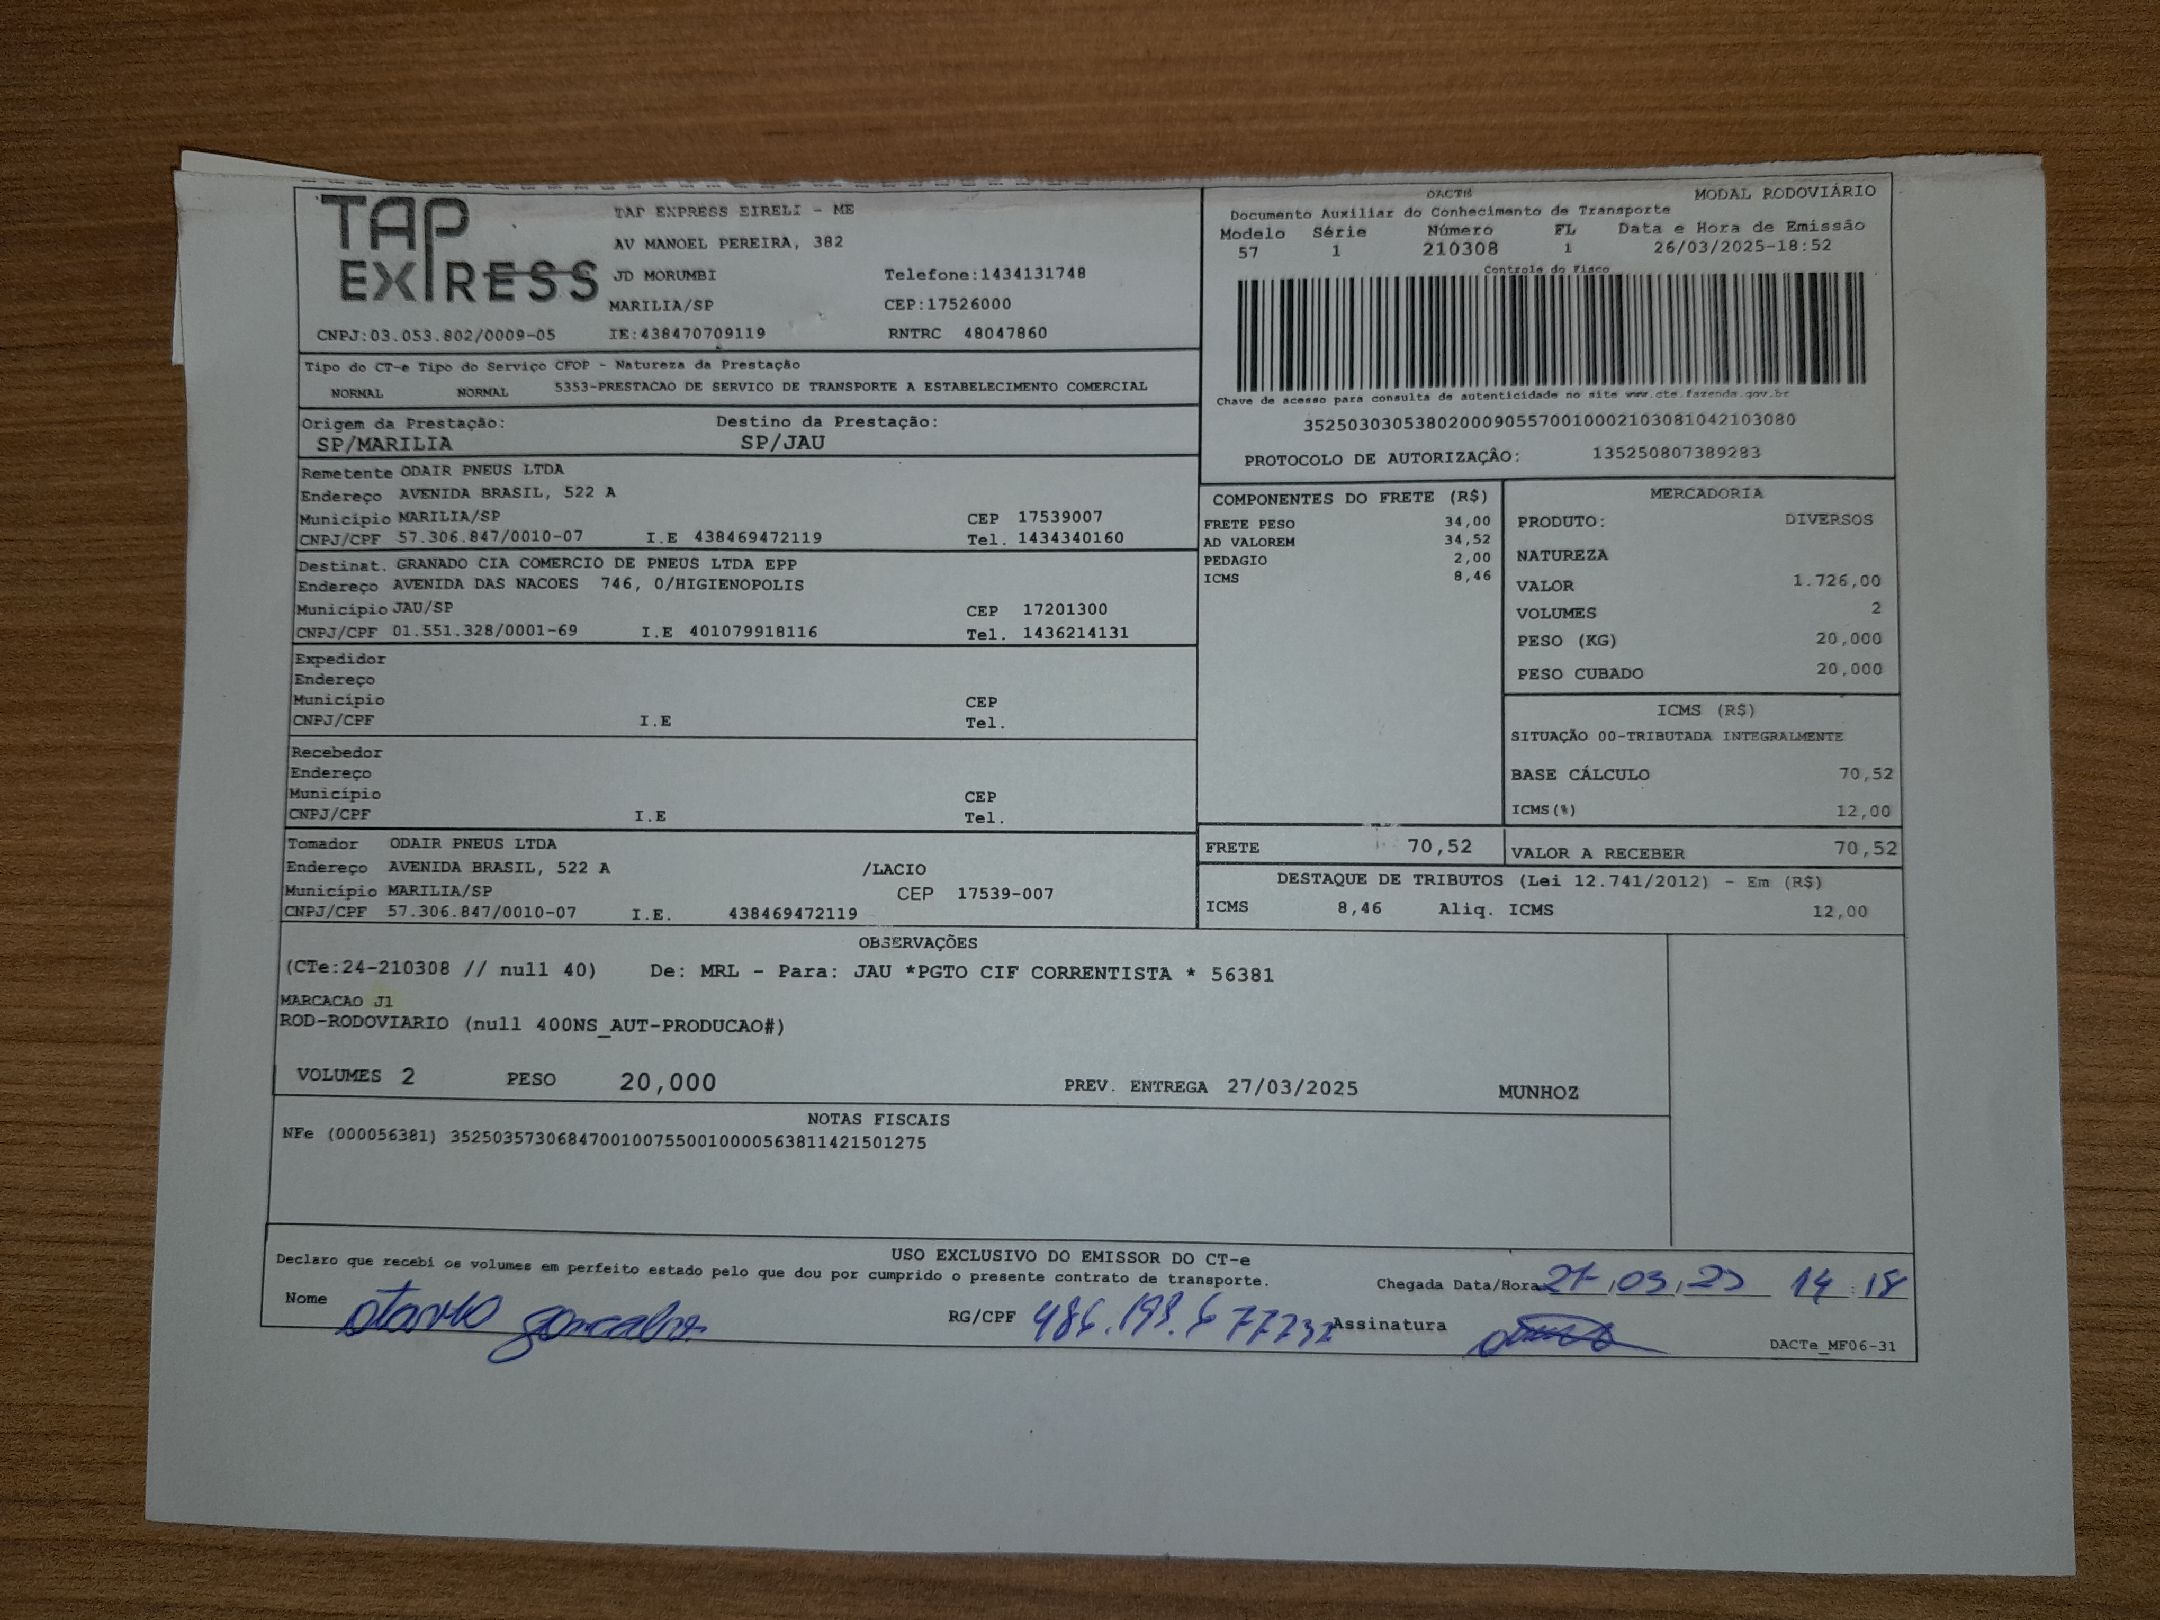 TAP EXPRESS
TAP EXPRESS EIRELI - ME
AV MANOEL PEREIRA, 382
JD MORUMBI Telefone:1434131748
MARILIA/SP CEP:17526000
CNPJ:03.053.802/0009-05 IE:438470709119 RNTRC 48047860
DACTE MODAL RODOVIÁRIO
Documento Auxiliar do Conhecimento de Transporte
Modelo Série Número FL Data e Hora de Emissão
57 1 210308 1 26/03/2025-18:52
Controle do Fisco
Chave de acesso para consulta de autenticidade no site www.cte.fazenda.gov.br
35250303053802000905570010002103081042103080
PROTOCOLO DE AUTORIZAÇÂO: 135250807389283
Tipo do CT-e Tipo do Serviço CFOP - Natureza da Prestação
NORMAL NORMAL 5353-PRESTACAO DE SERVICO DE TRANSPORTE A ESTABELECIMENTO COMERCIAL
Origem da Prestação: Destino da Prestação:
SP/MARILIA SP/JAU
Remetente ODAIR PNEUS LTDA
Endereço AVENIDA BRASIL, 522 A
Município MARILIA/SP CEP 17539007
CNPJ/CPF 57.306.847/0010-07 I.E 438469472119 Tel. 1434340160
Destinat. GRANADO CIA COMERCIO DE PNEUS LTDA EPP
Endereço AVENIDA DAS NACOES 746, 0/HIGIENOPOLIS
Município JAU/SP CEP 17201300
CNPJ/CPF 01.551.328/0001-69 I.E 401079918116 Tel. 1436214131
Expedidor
Endereço
Município CEP
CNPJ/CPF I.E Tel.
Recebedor
Endereço
Município CEP
CNPJ/CPF I.E Tel.
Tomador ODAIR PNEUS LTDA
Endereço AVENIDA BRASIL, 522 A /LACIO
Município MARILIA/SP CEP 17539-007
CNPJ/CPF 57.306.847/0010-07 I.E. 438469472119
COMPONENTES DO FRETE (R$)
FRETE PESO 34,00
AD VALOREM 34,52
PEDAGIO 2,00
ICMS 8,46
MERCADORIA
PRODUTO: DIVERSOS
NATUREZA
VALOR 1.726,00
VOLUMES 2
PESO (KG) 20,000
PESO CUBADO 20,000
ICMS (R$)
SITUAÇÃO 00-TRIBUTADA INTEGRALMENTE
BASE CÁLCULO 70,52
ICMS(%) 12,00
FRETE 70,52 VALOR A RECEBER 70,52
DESTAQUE DE TRIBUTOS (Lei 12.741/2012) - Em (R$)
ICMS 8,46 Aliq. ICMS 12,00
OBSERVAÇÕES
(CTe:24-210308 // null 40) De: MRL - Para: JAU *PGTO CIF CORRENTISTA * 56381
MARCACAO J1
ROD-RODOVIARIO (null 400NS_AUT-PRODUCAO#)
VOLUMES 2 PESO 20,000 PREV. ENTREGA 27/03/2025 MUNHOZ
NOTAS FISCAIS
NFe (000056381) 35250357306847001007550010000563811421501275
USO EXCLUSIVO DO EMISSOR DO CT-e
Declaro que recebi os volumes em perfeito estado pelo que dou por cumprido o presente contrato de transporte.
Chegada Data/Hora 27,03,25 14:18
Nome otavio goncalves RG/CPF Assinatura
DACTe_MF06-31